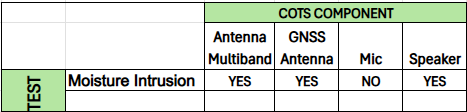 COTS COMPONENT
Antenna Multiband GNSS Antenna Mic Speaker
TEST
Moisture Intrusion YES YES NO YES